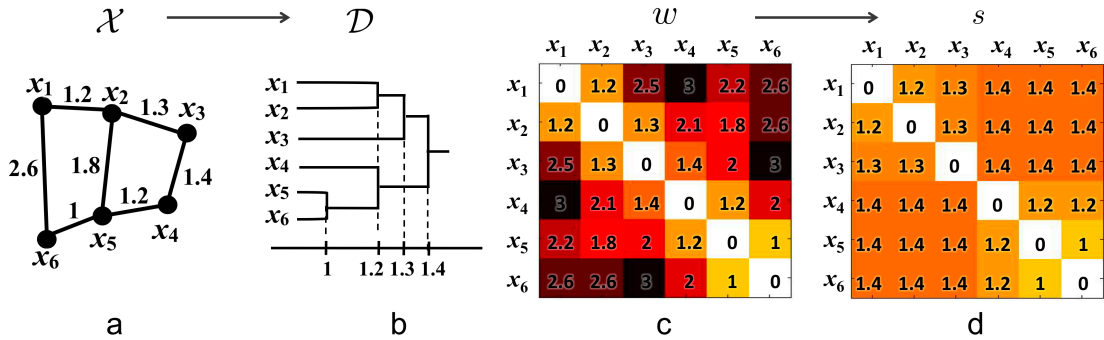 𝒳 → 𝒟
w → s
x1 1.2 x2 1.3 x3
2.6 1.8 1.4
1 1.2
x6 x5 x4
a
x1
x2
x3
x4
x5
x6
1 1.2 1.3 1.4
b
x1 x2 x3 x4 x5 x6
x1 0 1.2 2.5 3 2.2 2.6
x2 1.2 0 1.3 2.1 1.8 2.6
x3 2.5 1.3 0 1.4 2 3
x4 3 2.1 1.4 0 1.2 2
x5 2.2 1.8 2 1.2 0 1
x6 2.6 2.6 3 2 1 0
c
x1 x2 x3 x4 x5 x6
x1 0 1.2 1.3 1.4 1.4 1.4
x2 1.2 0 1.3 1.4 1.4 1.4
x3 1.3 1.3 0 1.4 1.4 1.4
x4 1.4 1.4 1.4 0 1.2 1.2
x5 1.4 1.4 1.4 1.2 0 1
x6 1.4 1.4 1.4 1.2 1 0
d